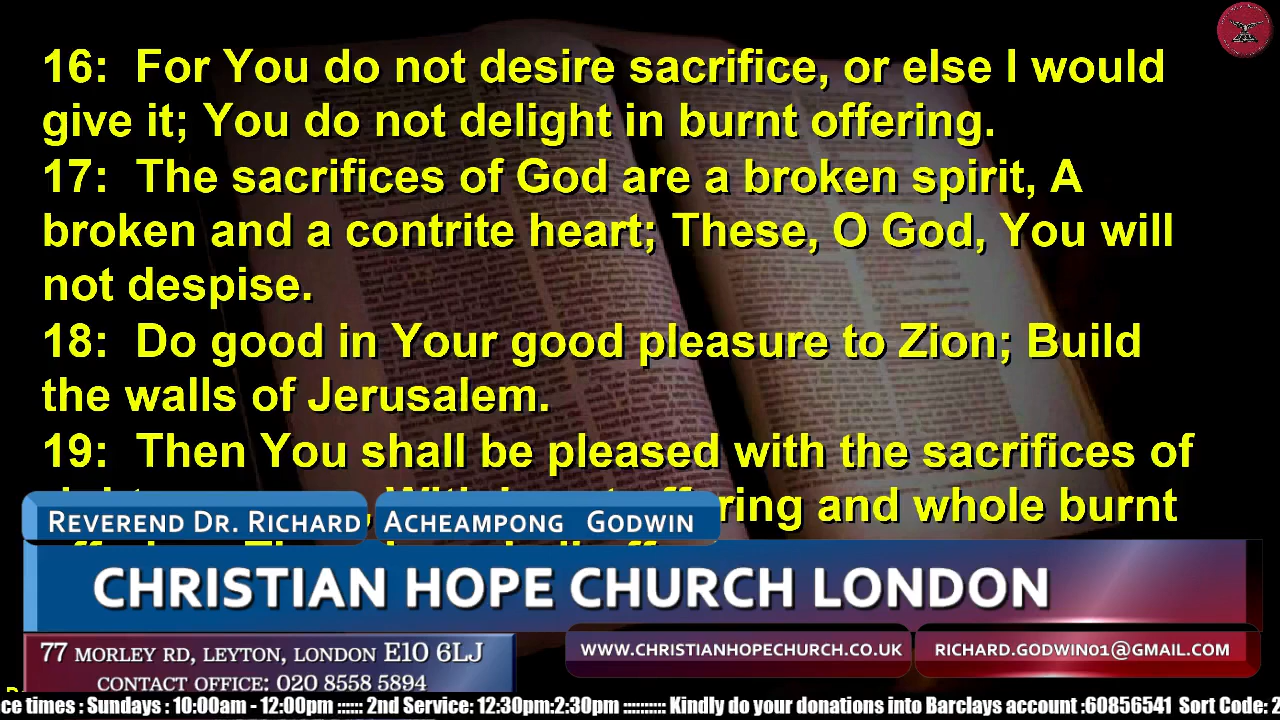 16: For You do not desire sacrifice, or else I would
give it; You do not delight in burnt offering.
17: The sacrifices of God are a broken spirit, A
broken and a contrite heart; These, O God, You will
not despise.
18: Do good in Your good pleasure to Zion; Build
the walls of Jerusalem.
19: Then You shall be pleased with the sacrifices of
and whole burnt
REVEREND DR. RICHARD ACHEAMPONG GODWIN
CHRISTIAN HOPE CHURCH LONDON
77 MORLEY RD, LEYTON, LONDON E10 6LJ
CONTACT OFFICE: 020 8558 5894
WWW.CHRISTIANHOPECHURCH.CO.UK
RICHARD.GODWIN01@GMAIL.COM
times : Sundays : 10:00am - 12:00pm :::::: 2nd Service: 12:30pm:2:30pm :::::::::: Kindly do your donations into Barclays account :60856541 Sort Code: